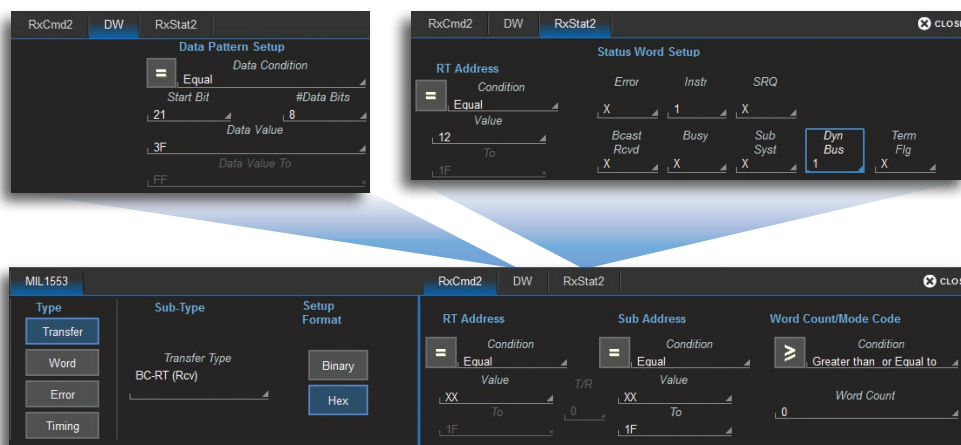 RxCmd2 DW RxStat2
Data Pattern Setup
Data Condition
= Equal
Start Bit #Data Bits
21 8
Data Value
3F
Data Value To
FF
RxCmd2 DW RxStat2 CLOSE
Status Word Setup
RT Address
Condition
= Equal
Value
12
To
1F
Error Instr SRQ
X 1 X
Bcast Busy Sub Dyn Term
Rcvd Syst Bus Flg
X X X 1 X
MIL1553
Type Sub-Type Setup
Format
Transfer
Word
Error
Timing
Transfer Type
BC-RT (Rcv)
Binary
Hex
RxCmd2 DW RxStat2 CLOS
RT Address Sub Address Word Count/Mode Code
Condition Condition Condition
= Equal = Equal ≥ Greater than or Equal to
Value T/R Value Word Count
XX XX 0
To 0 To
1F 1F